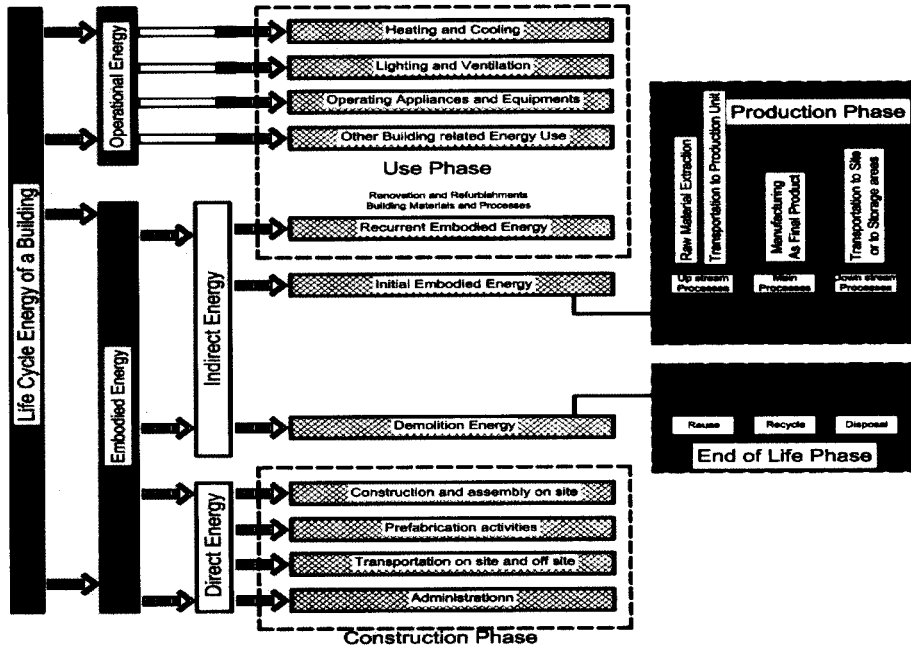 Life Cycle Energy of a Building
Operational Energy
Heating and Cooling
Lighting and Ventilation
Operating Appliances and Equipments
Other Building related Energy Use
Use Phase
Renovation and Refurblishments
Building Materials and Processes
Recurrent Embodied Energy
Embodied Energy
Indirect Energy
Initial Embodied Energy
Demolition Energy
Direct Energy
Construction and assembly on site
Prefabrication activities
Transportation on site and off site
Administrationn
Construction Phase
Production Phase
Raw Material Extraction
Transportation to Production Unit
Manufacturing
As Final Product
Transportation to Site
or to Storage areas
Up stream
Processes
Main
Processes
Down stream
Processes
Reuse
Recycle
Disposal
End of Life Phase